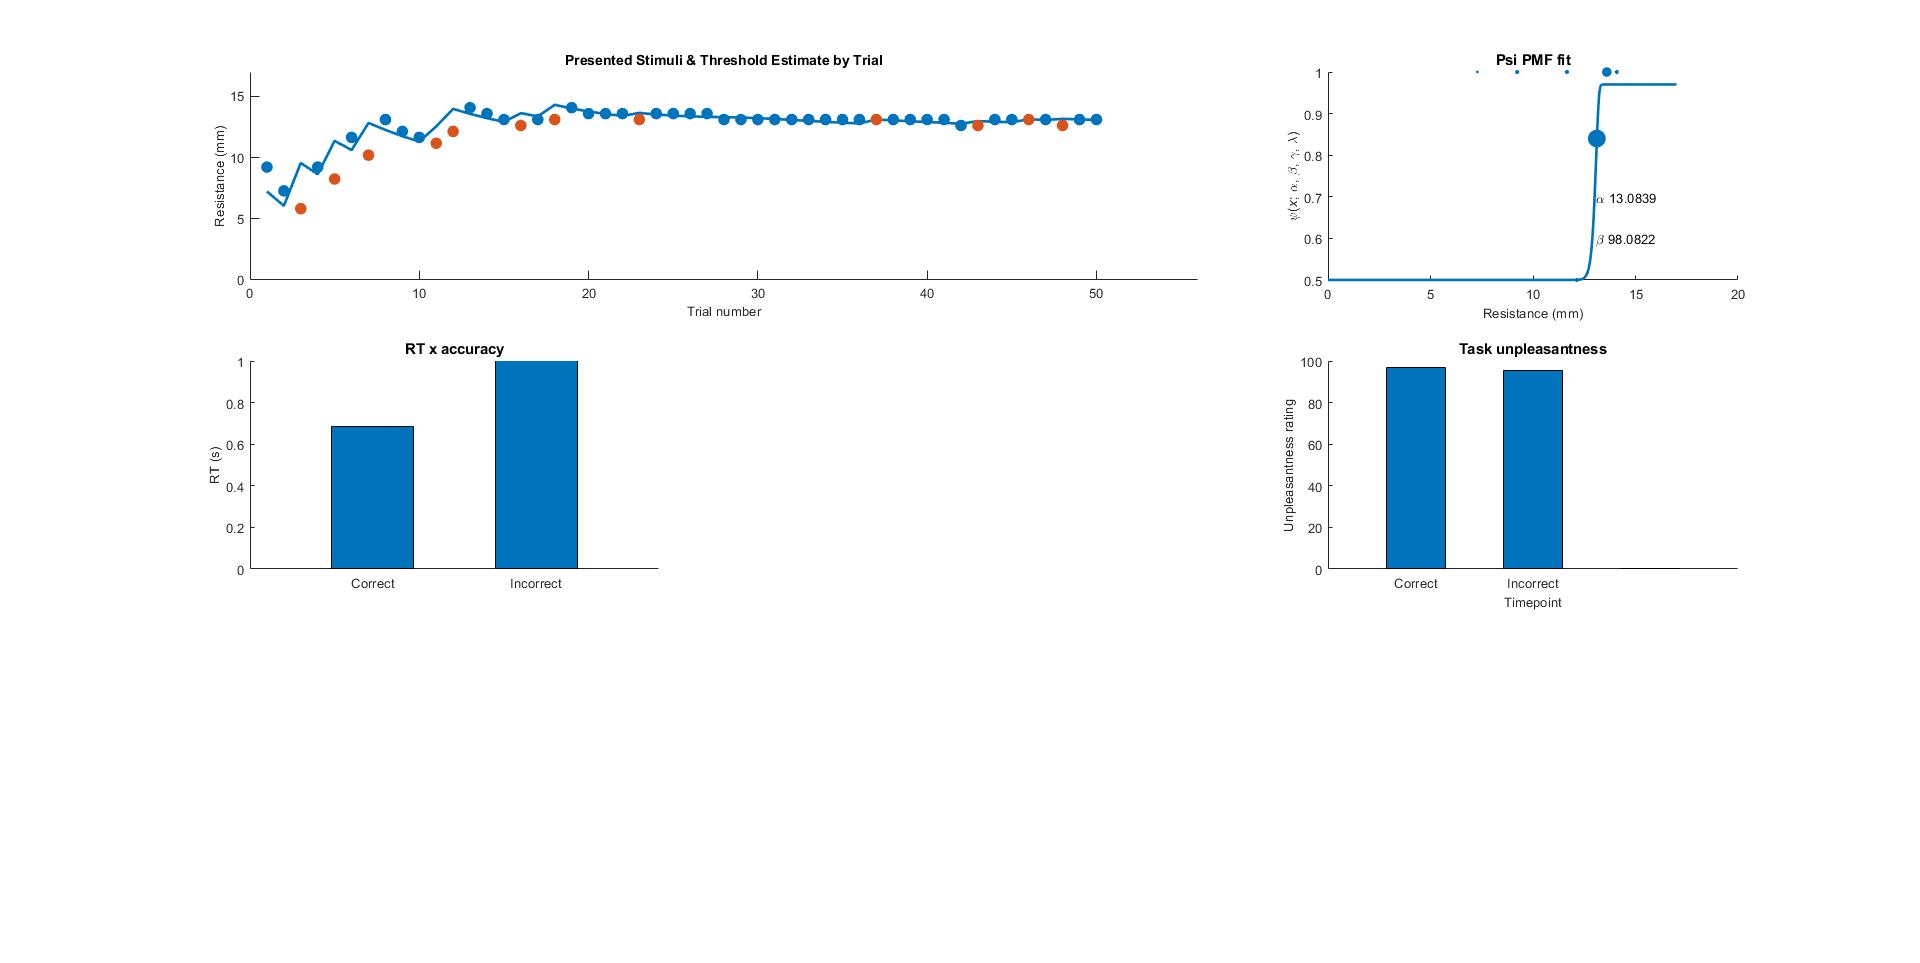 Presented Stimuli & Threshold Estimate by Trial
15
10
5
0
Resistance (mm)
0 10 20 30 40 50
Trial number
Psi PMF fit
1
0.9
0.8
0.7
0.6
0.5
ψ(x; α, β, γ, λ)
α 13.0839
β 98.0822
0 5 10 15 20
Resistance (mm)
RT x accuracy
1
0.8
0.6
0.4
0.2
0
RT (s)
Correct Incorrect
Task unpleasantness
100
80
60
40
20
0
Unpleasantness rating
Correct Incorrect
Timepoint